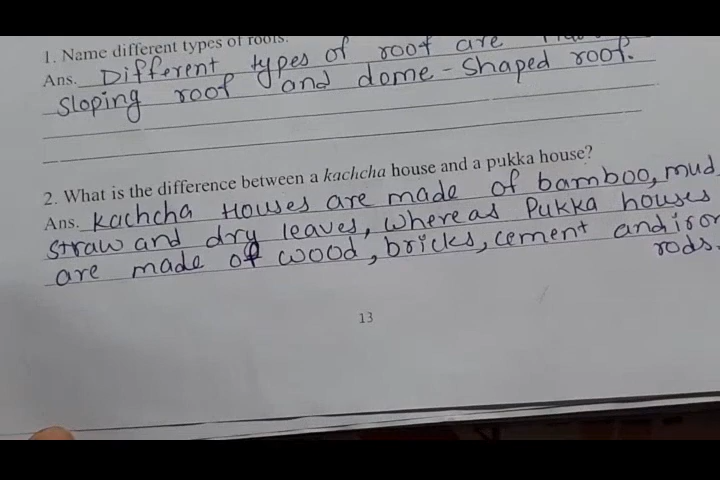 1. Name different types of roofs.
Ans. Different types of roof are
Sloping roof and dome-shaped roof.
2. What is the difference between a kachcha house and a pukka house?
Ans. Kachcha Houses are made of bamboo, mud
straw and dry leaves, whereas Pukka houses
are made of wood, bricks, cement and iron
rods.
13